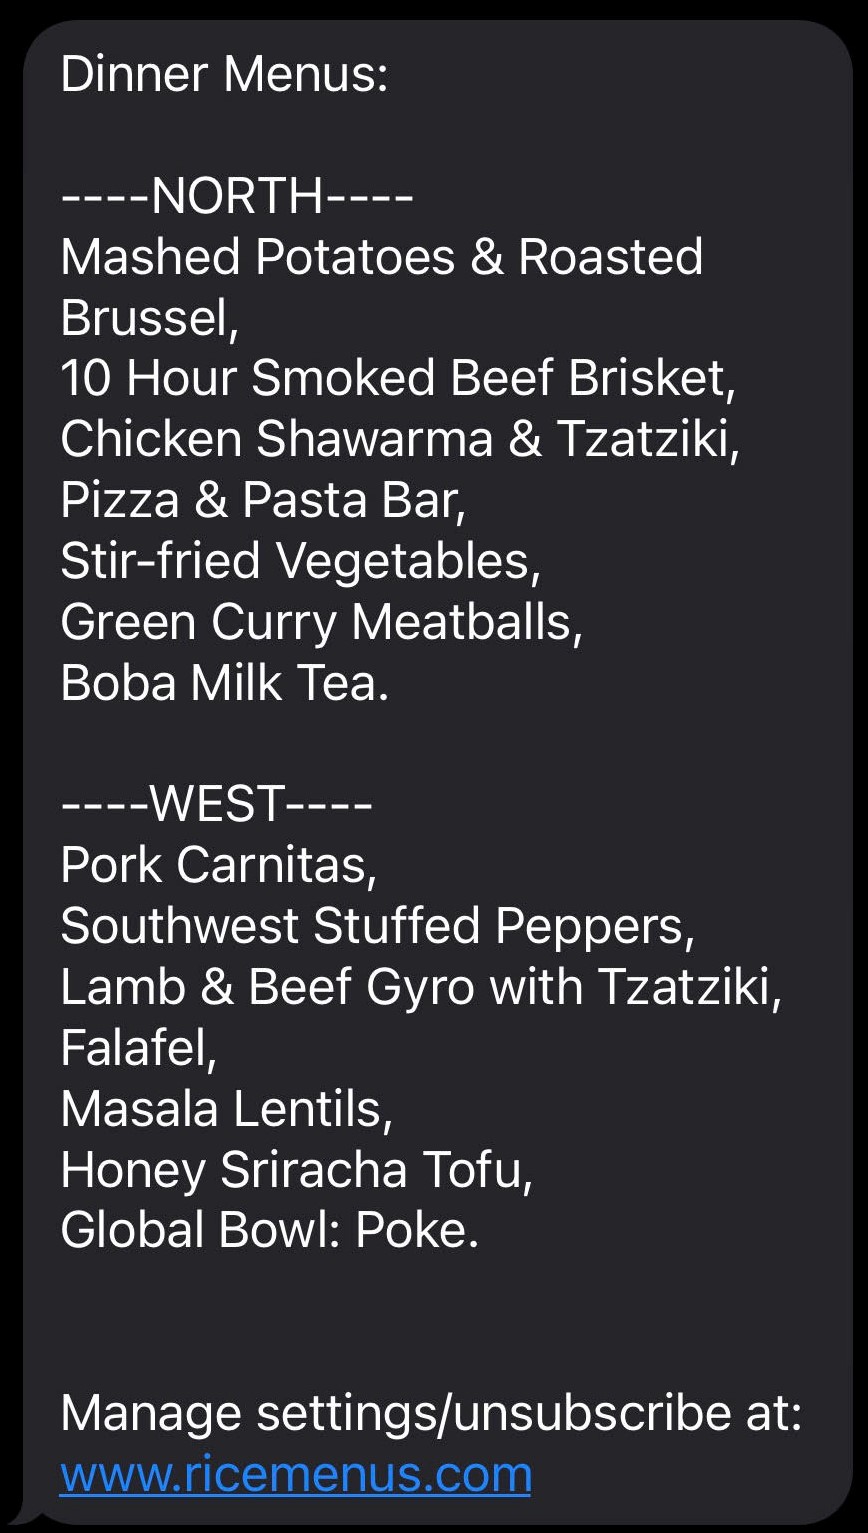 Dinner Menus:
----NORTH----
Mashed Potatoes & Roasted
Brussel,
10 Hour Smoked Beef Brisket,
Chicken Shawarma & Tzatziki,
Pizza & Pasta Bar,
Stir-fried Vegetables,
Green Curry Meatballs,
Boba Milk Tea.
----WEST----
Pork Carnitas,
Southwest Stuffed Peppers,
Lamb & Beef Gyro with Tzatziki,
Falafel,
Masala Lentils,
Honey Sriracha Tofu,
Global Bowl: Poke.
Manage settings/unsubscribe at:
www.ricemenus.com